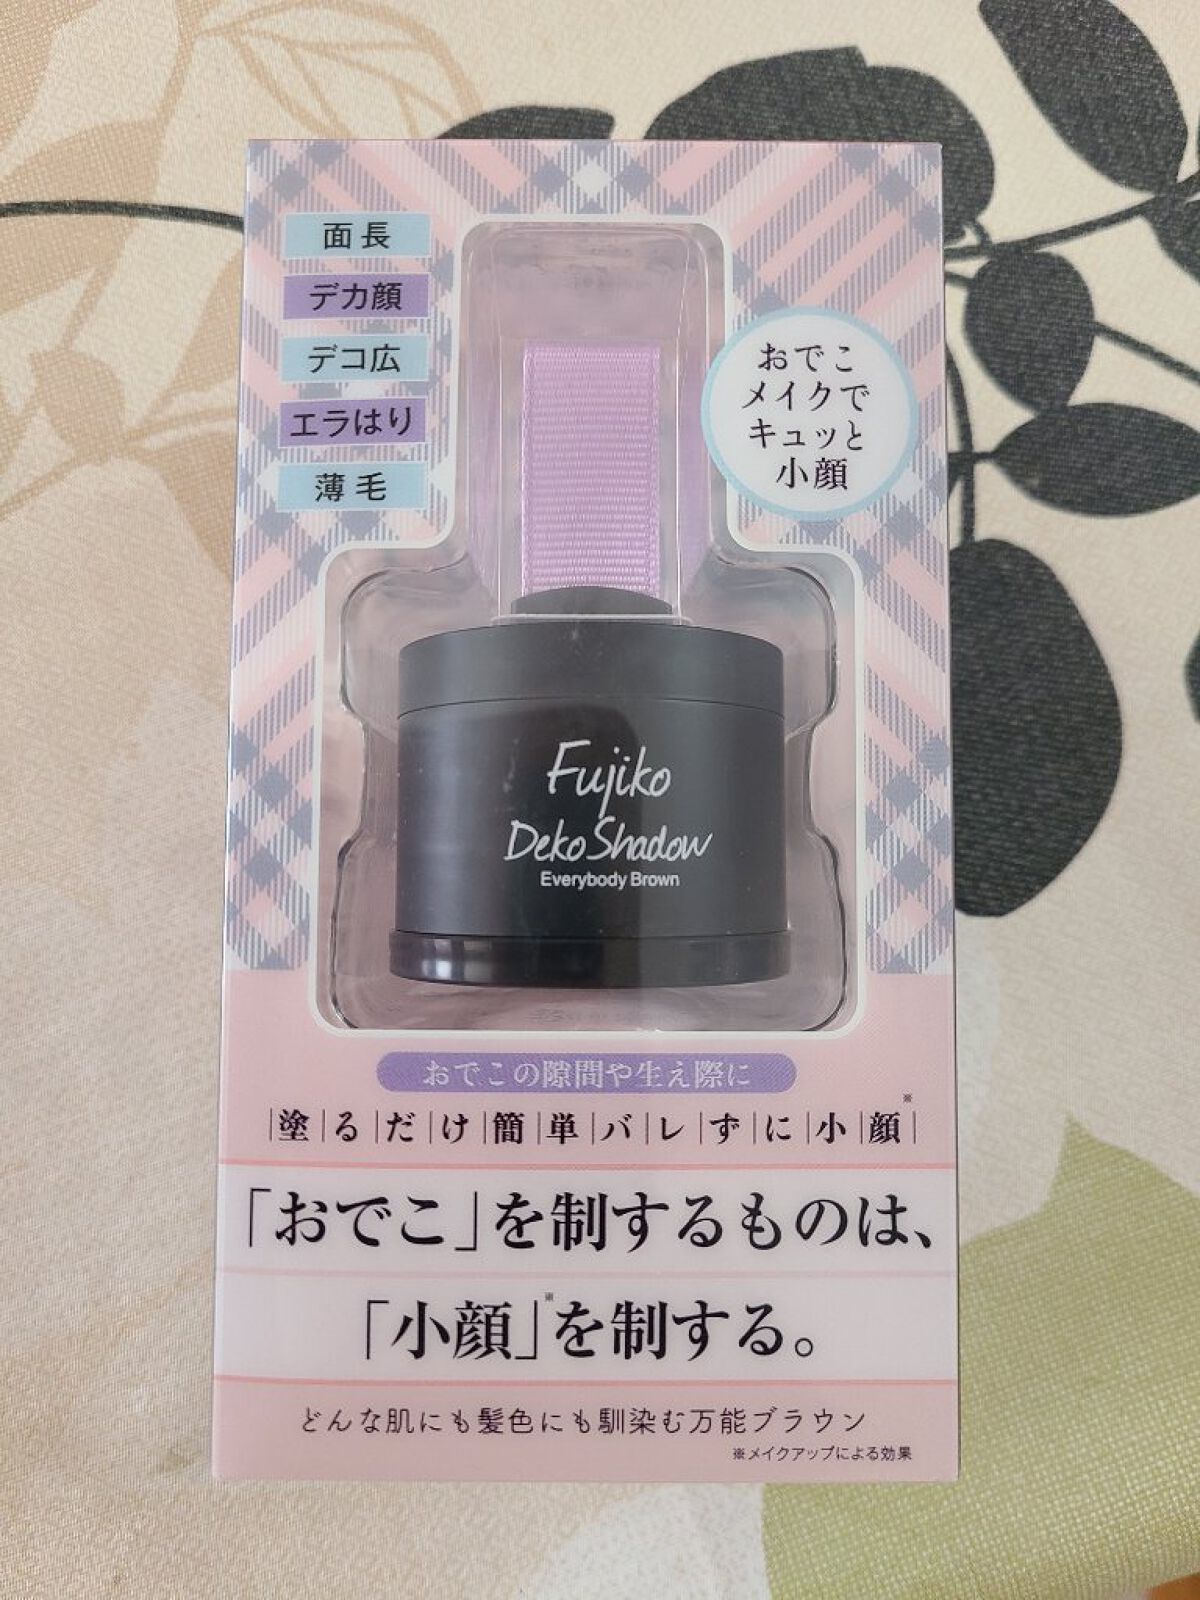 面長
デカ顔
デコ広
エラはり
薄毛
おでこ
メイクで
キュッと
小顔
Fujiko
Deko Shadow
Everybody Brown
おでこの隙間や生え際に
塗るだけ簡単バレずに小顔※
「おでこ」を制するものは、
「小顔」※を制する。
どんな肌にも髪色にも馴染む万能ブラウン
※メイクアップによる効果